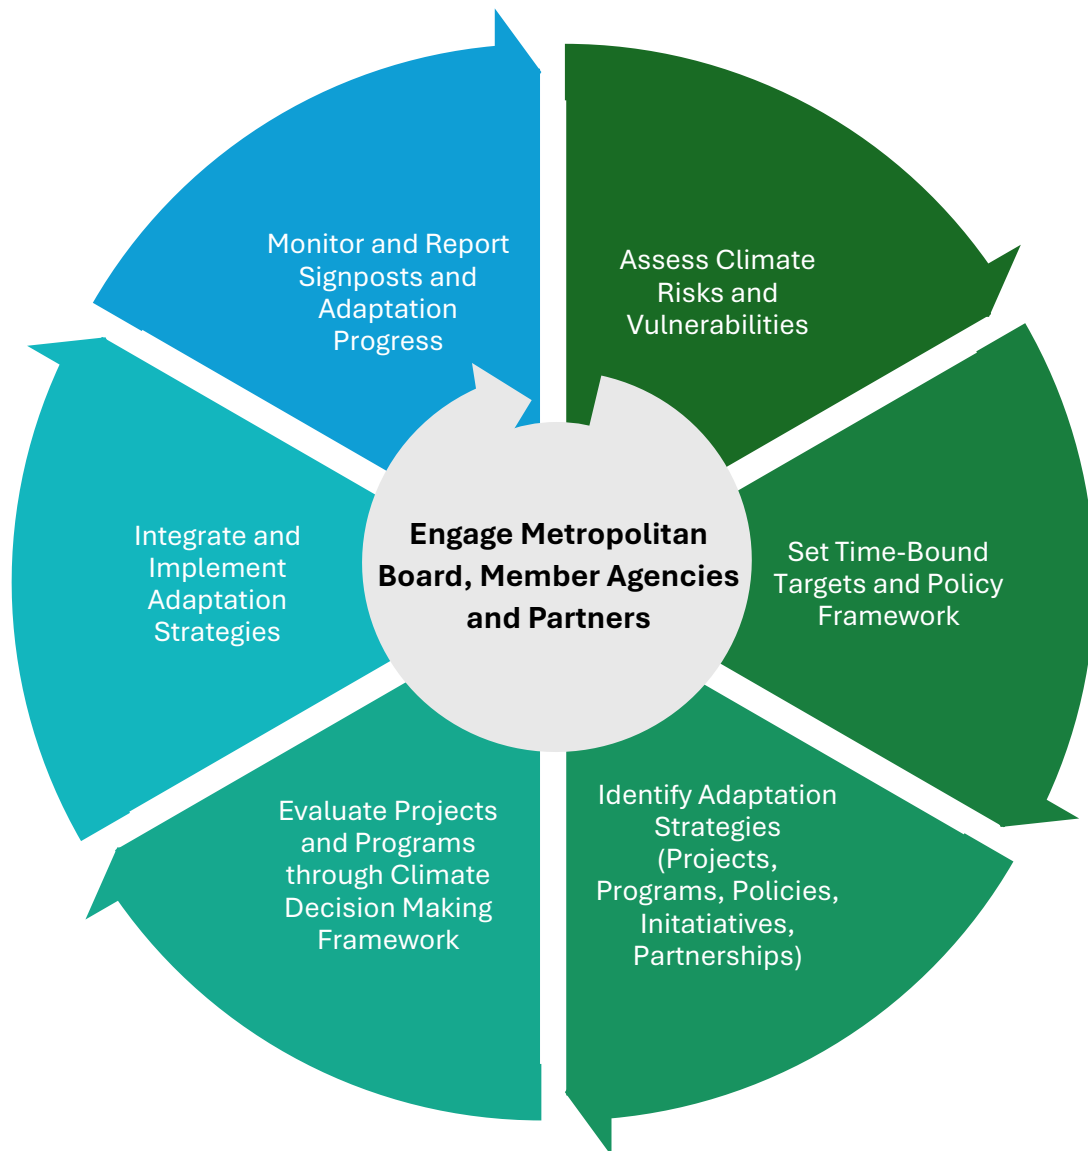 Monitor and Report
Signposts and
Adaptation
Progress
Assess Climate
Risks and
Vulnerabilities
Set Time-Bound
Targets and Policy
Framework
Identify Adaptation
Strategies
(Projects,
Programs, Policies,
Initatiatives,
Partnerships)
Evaluate Projects
and Programs
through Climate
Decision Making
Framework
Integrate and
Implement
Adaptation
Strategies
Engage Metropolitan
Board, Member Agencies
and Partners